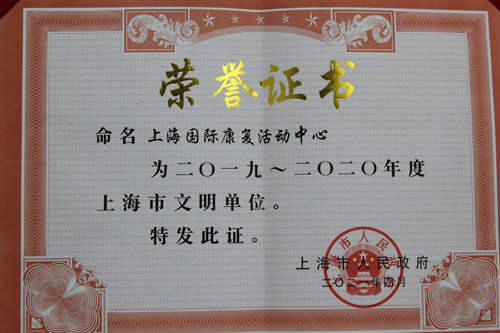 荣誉证书
命名上海国际康复活动中心
为二〇一九～二〇二〇年度
上海市文明单位。
特发此证。
上海市人民政府
二〇二一年四月